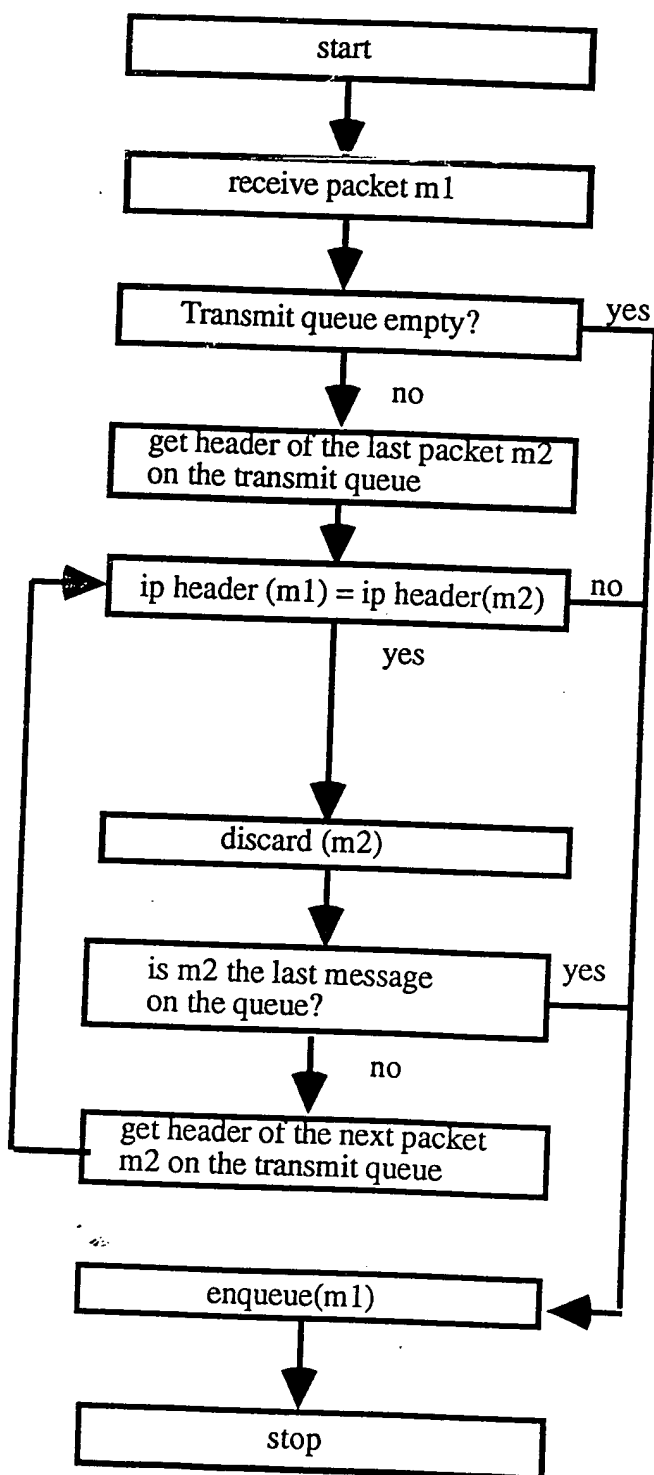 start
receive packet m1
Transmit queue empty?
yes
no
get header of the last packet m2
on the transmit queue
ip header (m1) = ip header(m2)
no
yes
discard (m2)
is m2 the last message
on the queue?
yes
no
get header of the next packet
m2 on the transmit queue
enqueue(m1)
stop